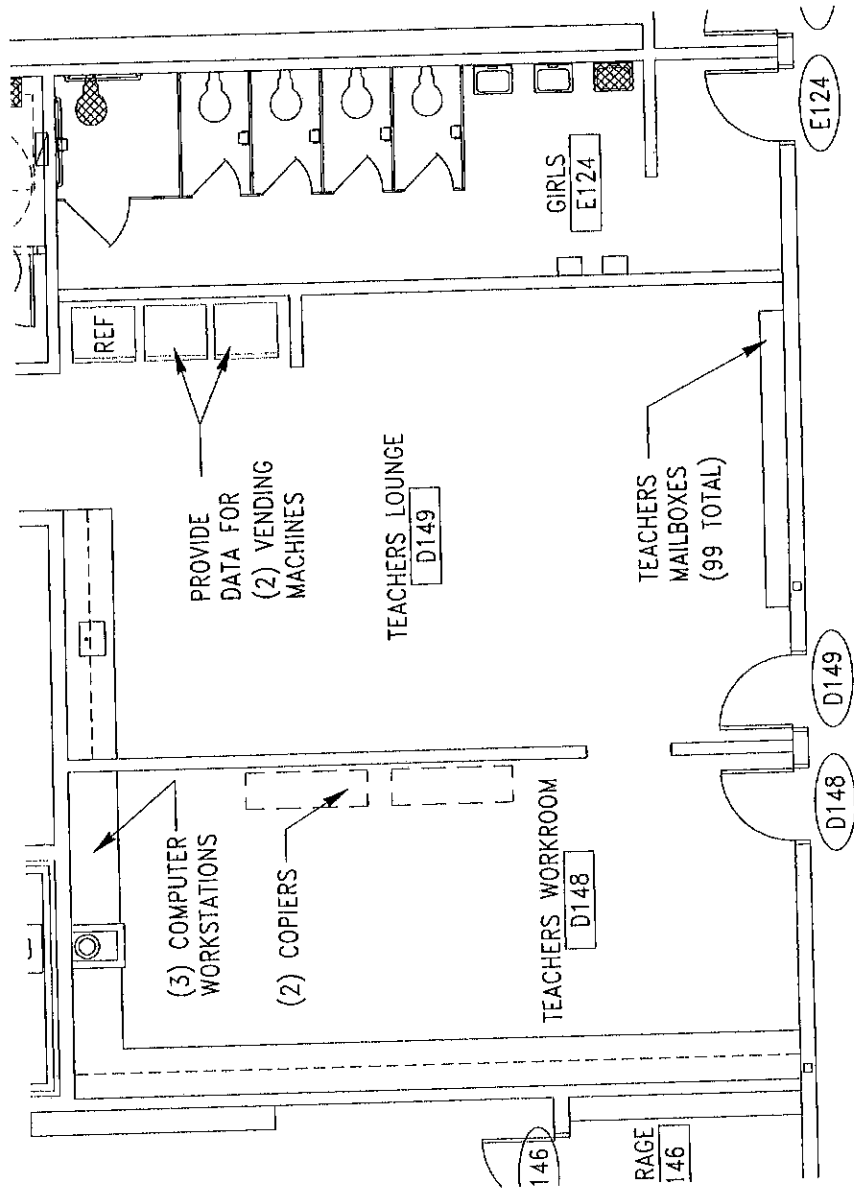 REF
PROVIDE
DATA FOR
(2) VENDING
MACHINES
GIRLS
E124
E124
TEACHERS LOUNGE
D149
TEACHERS
MAILBOXES
(99 TOTAL)
(3) COMPUTER
WORKSTATIONS
(2) COPIERS
TEACHERS WORKROOM
D148
D149
D148
146
RAGE
146